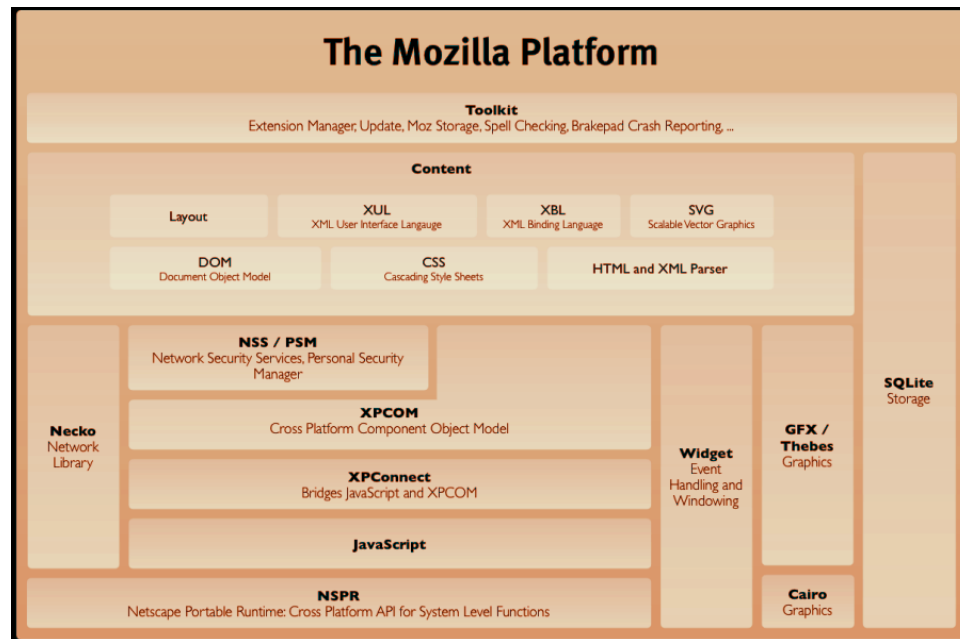 The Mozilla Platform
Toolkit
Extension Manager, Update, Moz Storage, Spell Checking, Brakepad Crash Reporting, ...
Content
Layout
XUL
XML User Interface Langauge
XBL
XML Binding Language
SVG
Scalable Vector Graphics
DOM
Document Object Model
CSS
Cascading Style Sheets
HTML and XML Parser
Necko
Network
Library
NSS / PSM
Network Security Services, Personal Security
Manager
XPCOM
Cross Platform Component Object Model
XPConnect
Bridges JavaScript and XPCOM
JavaScript
NSPR
Netscape Portable Runtime: Cross Platform API for System Level Functions
Widget
Event
Handling and
Windowing
GFX /
Thebes
Graphics
Cairo
Graphics
SQLite
Storage